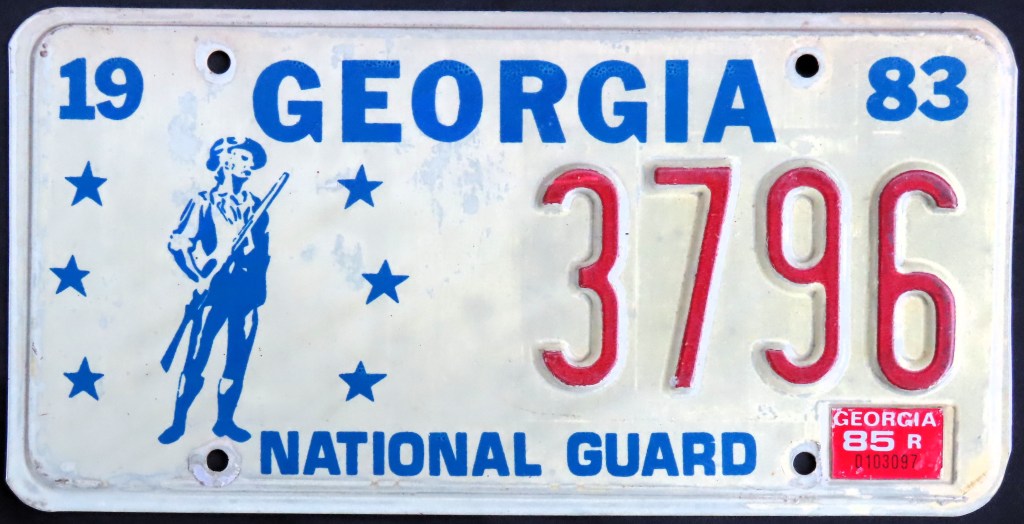 19 GEORGIA 83
3796
NATIONAL GUARD
GEORGIA
85 R
0103097